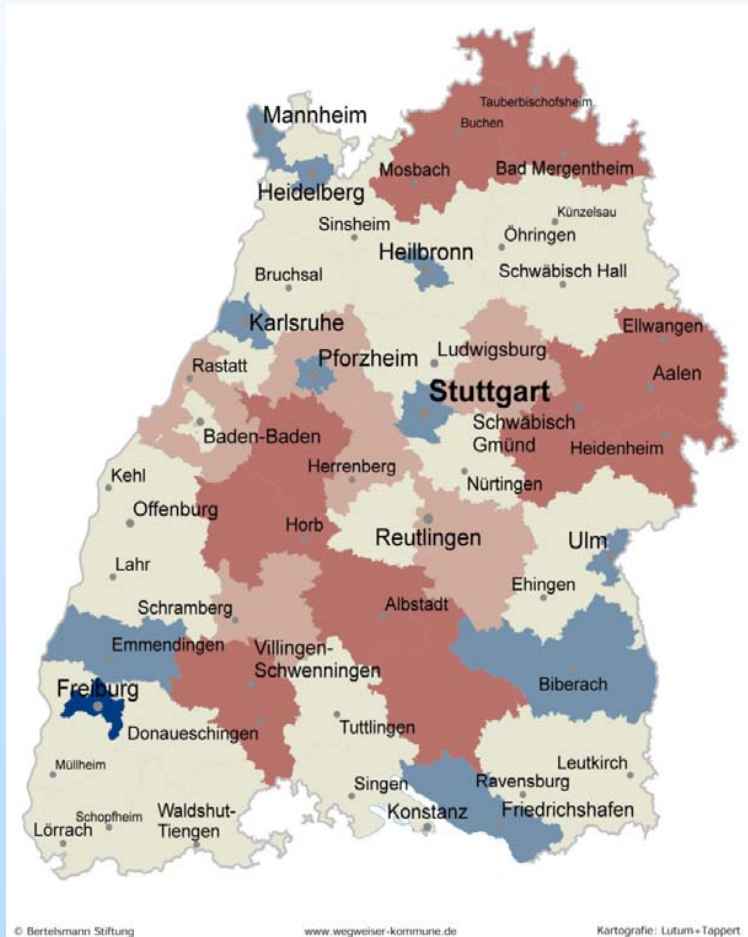 Tauberbischofsheim
Mannheim
Buchen
Mosbach
Bad Mergentheim
Heidelberg
Künzelsau
Sinsheim
Öhringen
Heilbronn
Schwäbisch Hall
Bruchsal
Karlsruhe
Ellwangen
Ludwigsburg
Pforzheim
Rastatt
Aalen
Stuttgart
Schwäbisch
Gmünd
Baden-Baden
Heidenheim
Herrenberg
Kehl
Nürtingen
Offenburg
Horb
Reutlingen
Ulm
Lahr
Ehingen
Schramberg
Albstadt
Emmendingen
Villingen-
Schwenningen
Freiburg
Biberach
Donaueschingen
Tuttlingen
Müllheim
Leutkirch
Singen
Ravensburg
Schopfheim
Waldshut-
Tiengen
Konstanz
Friedrichshafen
Lörrach
© Bertelsmann Stiftung
www.wegweiser-kommune.de
Kartografie: Lutum+Tappert